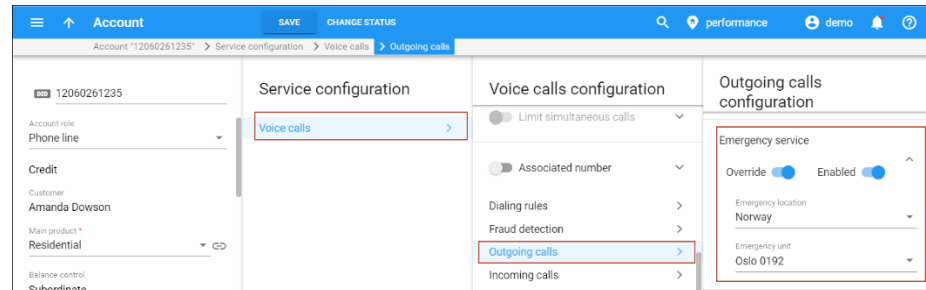 Account
SAVE
CHANGE STATUS
performance
demo
Account "12060261235" > Service configuration > Voice calls > Outgoing calls
DID 12060261235
Account role
Phone line
Credit
Customer
Amanda Dowson
Main product *
Residential
Balance control
Subordinate
Service configuration
Voice calls
Voice calls configuration
Limit simultaneous calls
Associated number
Dialing rules
Fraud detection
Outgoing calls
Incoming calls
Outgoing calls
configuration
Emergency service
Override
Enabled
Emergency location
Norway
Emergency unit
Oslo 0192